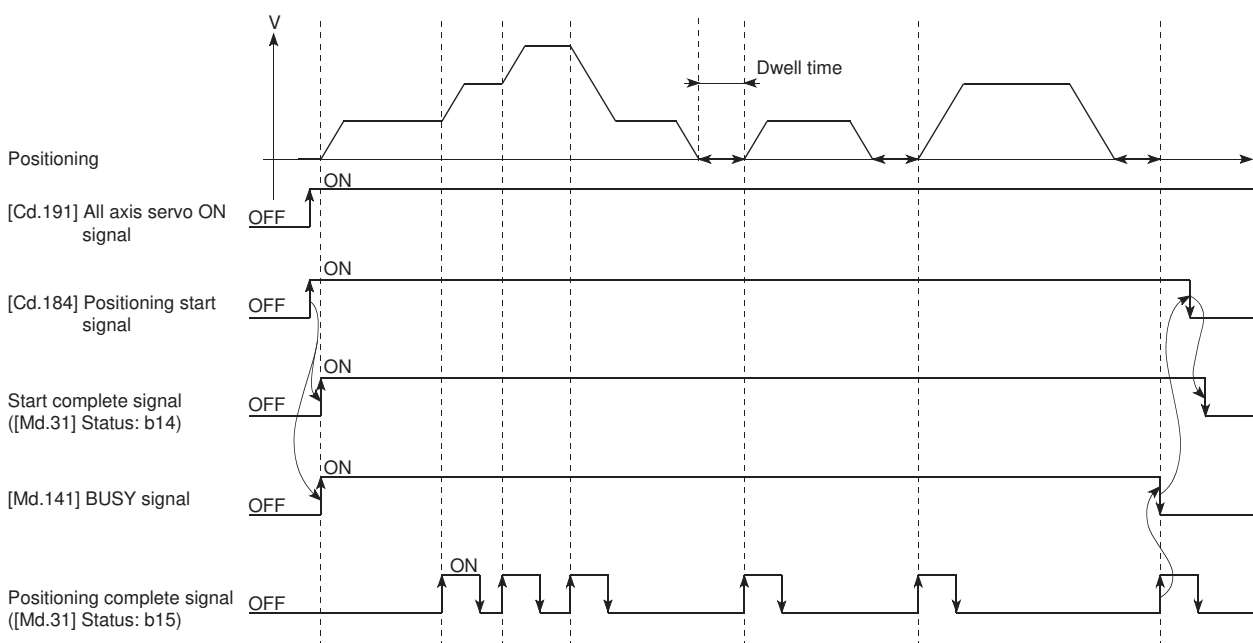 V
Dwell time
Positioning
ON
[Cd.191] All axis servo ON
signal
OFF
ON
[Cd.184] Positioning start
signal
OFF
ON
Start complete signal
([Md.31] Status: b14)
OFF
ON
[Md.141] BUSY signal
OFF
ON
Positioning complete signal
([Md.31] Status: b15)
OFF